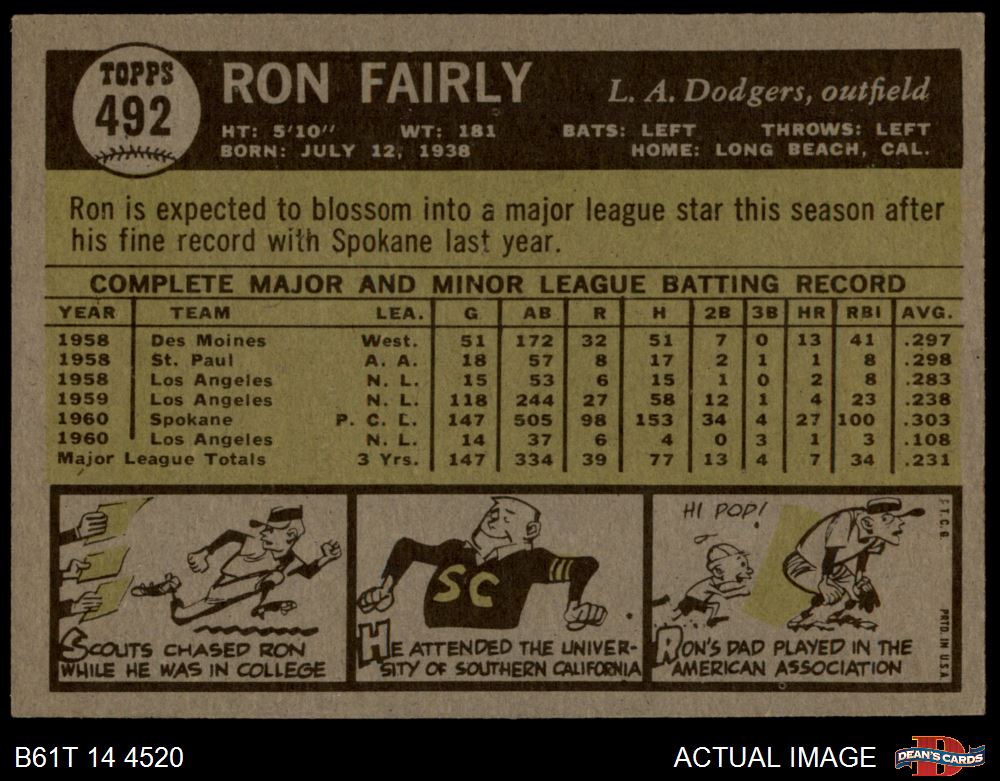 TOPPS
492
RON FAIRLY
L. A. Dodgers, outfield
HT: 5'10" WT: 181 BATS: LEFT THROWS: LEFT
BORN: JULY 12, 1938 HOME: LONG BEACH, CAL.
Ron is expected to blossom into a major league star this season after
his fine record with Spokane last year.
COMPLETE MAJOR AND MINOR LEAGUE BATTING RECORD
YEAR TEAM LEA. G AB R H 2B 3B HR RBI AVG.
1958 Des Moines West. 51 172 32 51 7 0 13 41 .297
1958 St. Paul A. A. 18 57 8 17 2 1 1 8 .298
1958 Los Angeles N. L. 15 53 6 15 1 0 2 8 .283
1959 Los Angeles N. L. 118 244 27 58 12 1 4 23 .238
1960 Spokane P. C. L. 147 505 98 153 34 4 27 100 .303
1960 Los Angeles N. L. 14 37 6 4 0 3 1 3 .108
Major League Totals 3 Yrs. 147 334 39 77 13 4 7 34 .231
SCOUTS CHASED RON
WHILE HE WAS IN COLLEGE
SC
HE ATTENDED THE UNIVER-
SITY OF SOUTHERN CALIFORNIA
HI POP!
RON'S DAD PLAYED IN THE
AMERICAN ASSOCIATION
©T.C.G.
PRTD. IN U.S.A.
B61T 14 4520
ACTUAL IMAGE
D
DEAN'S CARDS